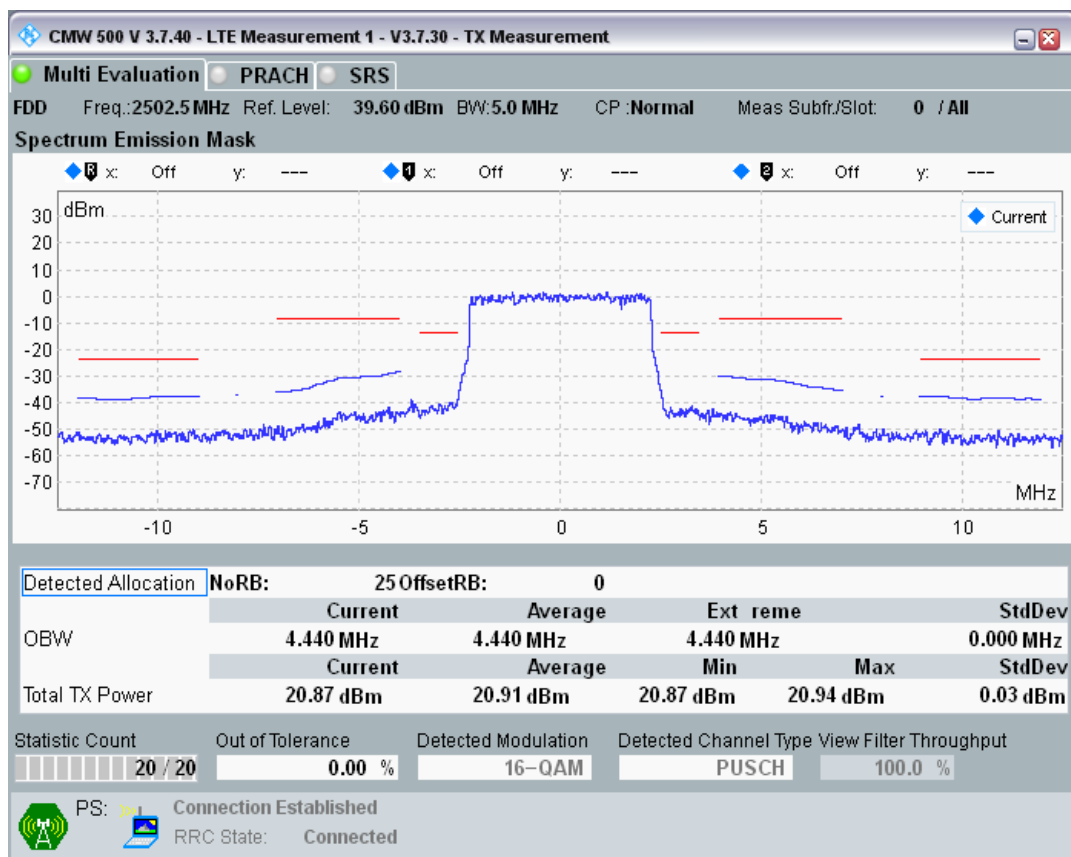 CMW 500 V 3.7.40 - LTE Measurement 1 - V3.7.30 - TX Measurement
Multi Evaluation PRACH SRS
FDD Freq.:2502.5 MHz Ref. Level: 39.60 dBm BW:5.0 MHz CP :Normal Meas Subfr./Slot: 0 / All
Spectrum Emission Mask
R x: Off y: --- 1 x: Off y: --- 2 x: Off y: ---
dBm
Current
30
20
10
0
-10
-20
-30
-40
-50
-60
-70
MHz
-10 -5 0 5 10
Detected Allocation NoRB: 25 OffsetRB: 0
Current Average Ext reme StdDev
OBW 4.440 MHz 4.440 MHz 4.440 MHz 0.000 MHz
Current Average Min Max StdDev
Total TX Power 20.87 dBm 20.91 dBm 20.87 dBm 20.94 dBm 0.03 dBm
Statistic Count Out of Tolerance Detected Modulation Detected Channel Type View Filter Throughput
20 / 20 0.00 % 16-QAM PUSCH 100.0 %
PS: Connection Established
RRC State: Connected